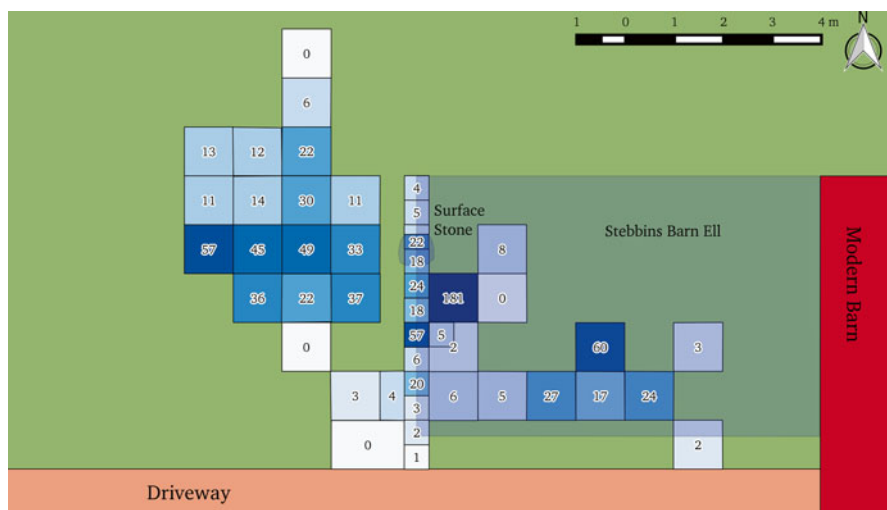 1 0 1 2 3 4 m
N
0
6
13 12 22
11 14 30 11
4
5
Surface
Stone
Stebbins Barn Ell
Modern Barn
57 45 49 33
22
18
8
36 22 37
24
18
181
0
0
57
5
2
60
3
6
3
4
20
3
6
5
27
17
24
0
2
1
2
Driveway